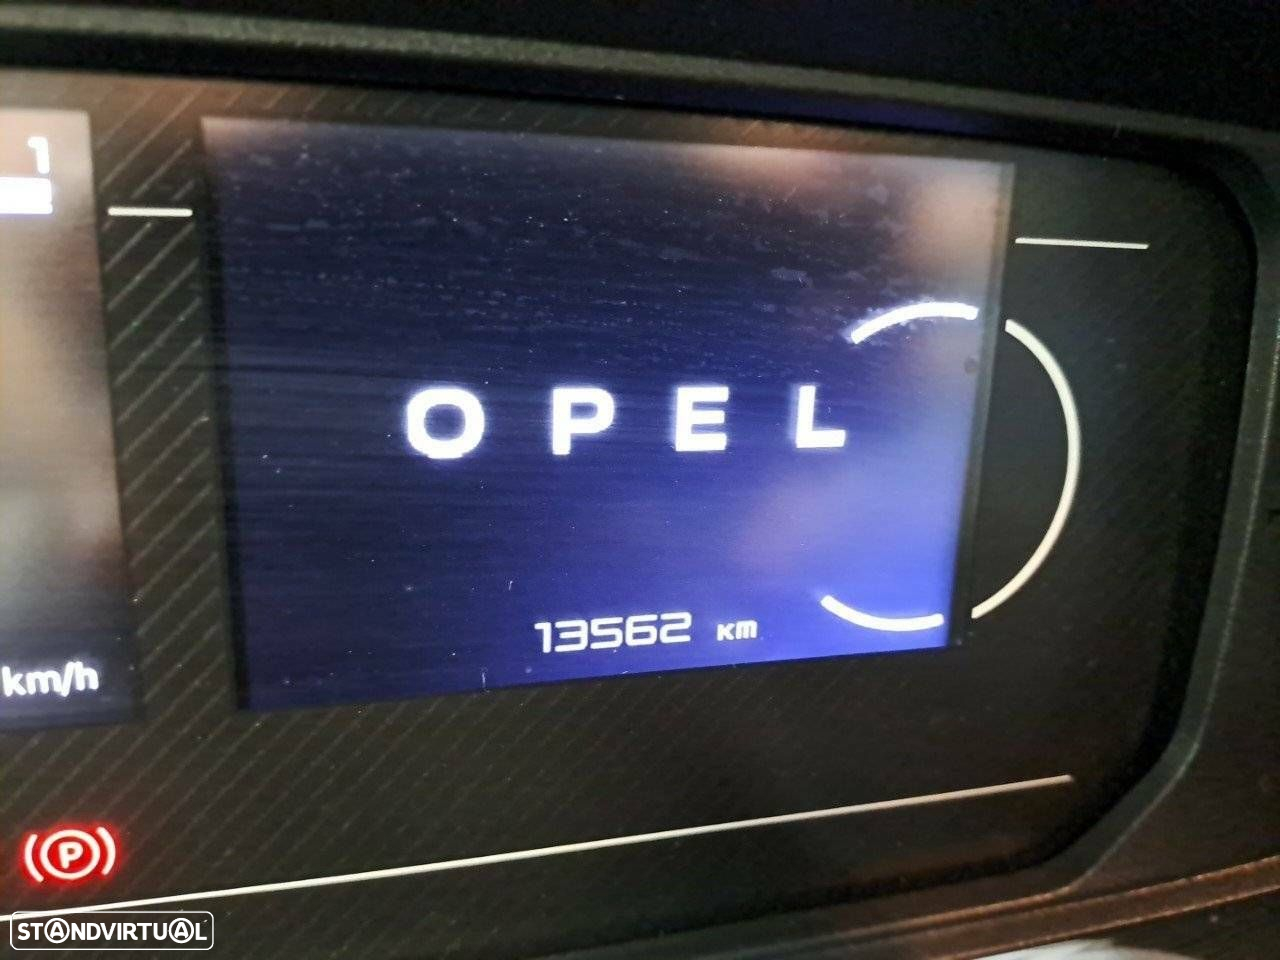 1
OPEL
13562 KM
km/h
P
STANDVIRTUAL